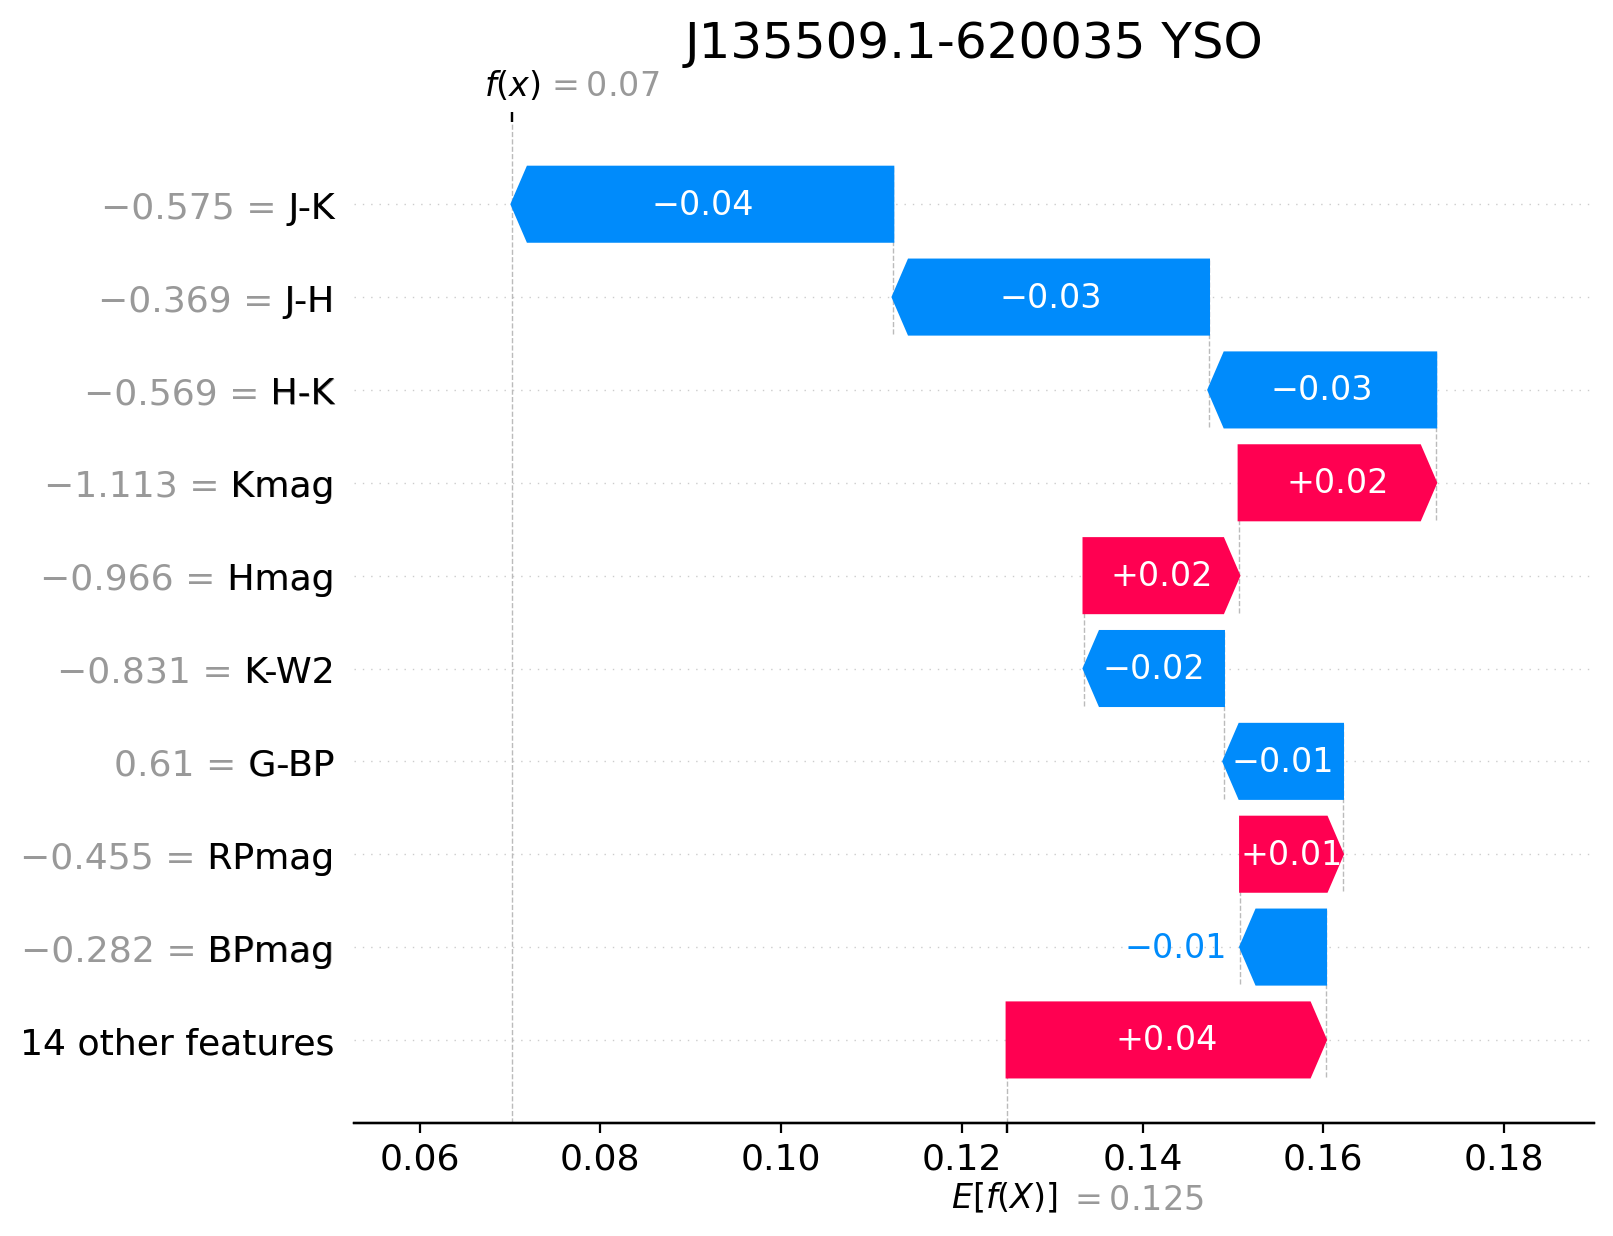 J135509.1-620035 YSO
f(x) = 0.07
−0.575 = J-K −0.04
−0.369 = J-H −0.03
−0.569 = H-K −0.03
−1.113 = Kmag +0.02
−0.966 = Hmag +0.02
−0.831 = K-W2 −0.02
0.61 = G-BP −0.01
−0.455 = RPmag +0.01
−0.282 = BPmag −0.01
14 other features +0.04
0.06 0.08 0.10 0.12 0.14 0.16 0.18
E[f(X)] = 0.125